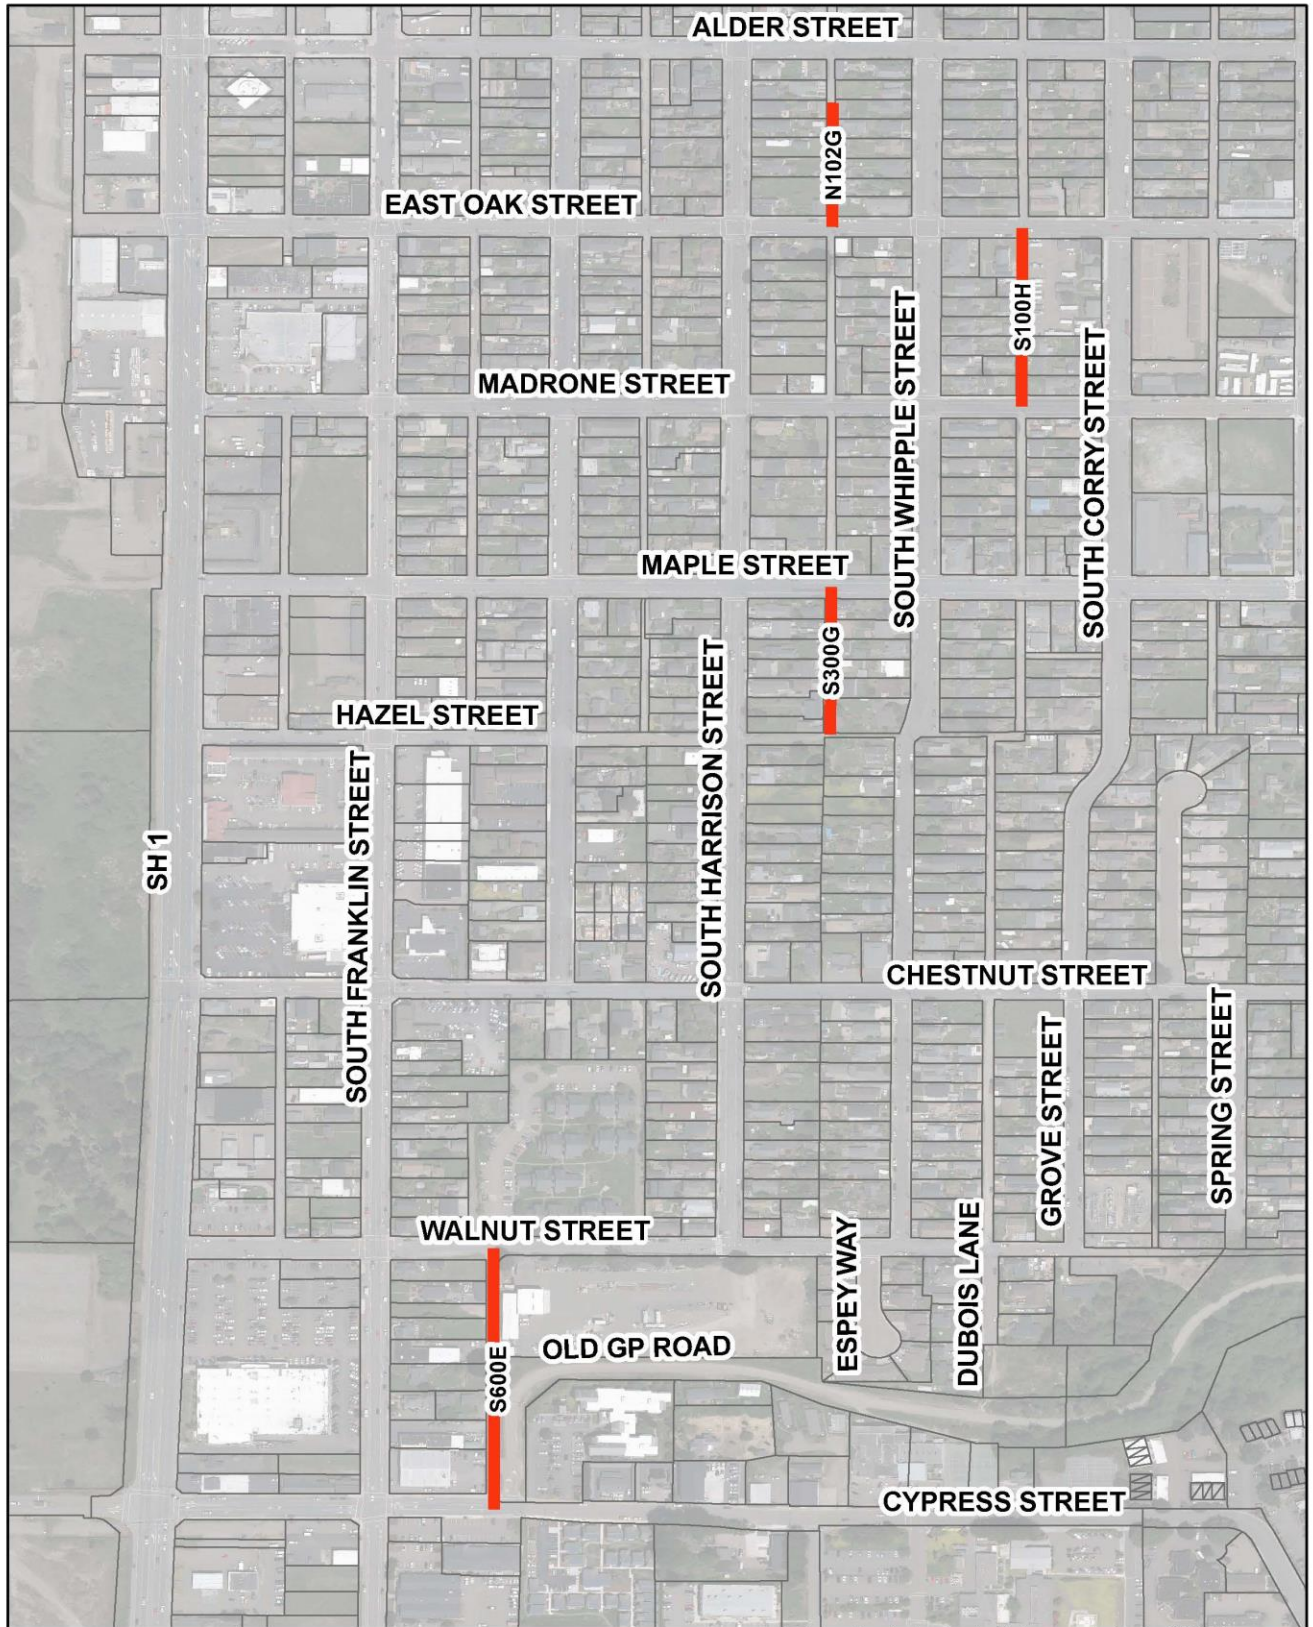 ALDER STREET
N102G
EAST OAK STREET
S100H
MADRONE STREET
SOUTH WHIPPLE STREET
SOUTH CORRY STREET
MAPLE STREET
S300G
HAZEL STREET
SOUTH HARRISON STREET
SOUTH FRANKLIN STREET
SH 1
CHESTNUT STREET
GROVE STREET
SPRING STREET
WALNUT STREET
ESPEY WAY
DUBOIS LANE
OLD GP ROAD
S600E
CYPRESS STREET